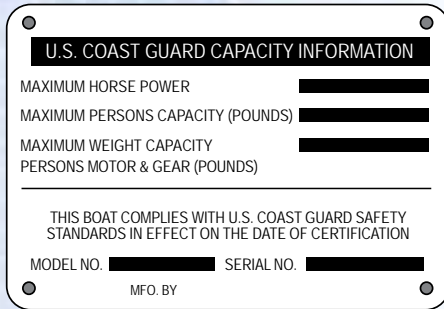 U.S. COAST GUARD CAPACITY INFORMATION
MAXIMUM HORSE POWER
MAXIMUM PERSONS CAPACITY (POUNDS)
MAXIMUM WEIGHT CAPACITY
PERSONS MOTOR & GEAR (POUNDS)
THIS BOAT COMPLIES WITH U.S. COAST GUARD SAFETY
STANDARDS IN EFFECT ON THE DATE OF CERTIFICATION
MODEL NO. SERIAL NO.
MFO. BY